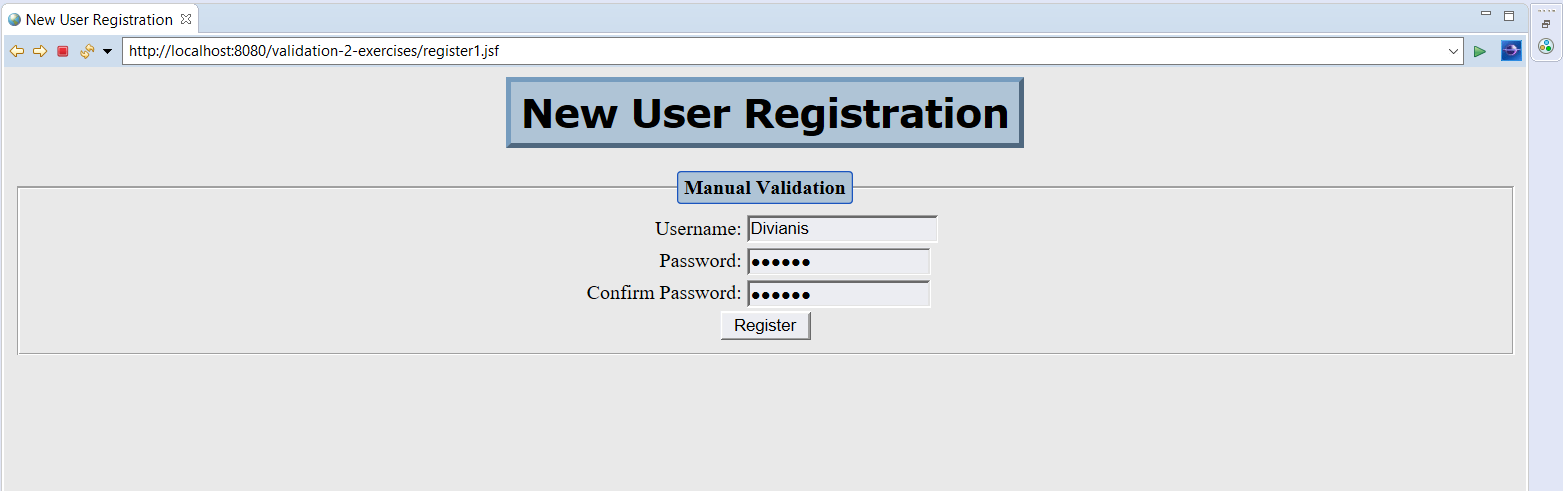 New User Registration
http://localhost:8080/validation-2-exercises/register1.jsf
New User Registration
Manual Validation
Username: Divianis
Password: ●●●●●●
Confirm Password: ●●●●●●
Register